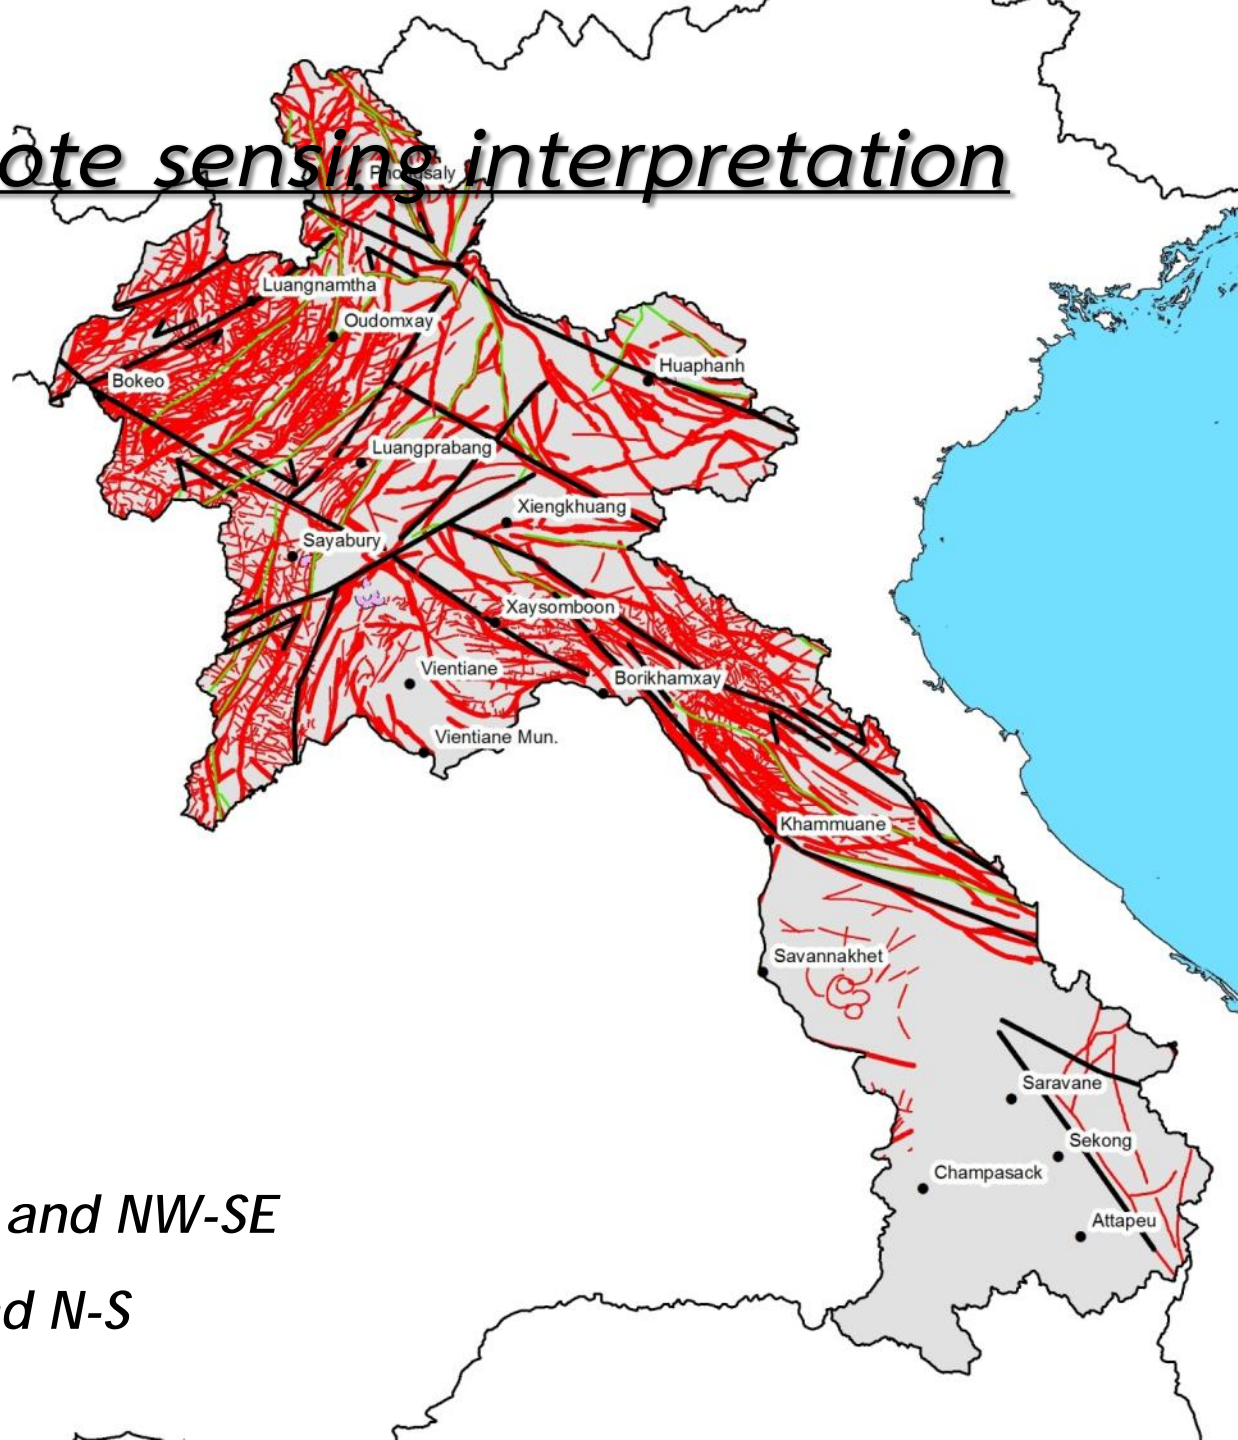 ote sensing interpretation
Phongsaly
Luangnamtha
Oudomxay
Huaphanh
Bokeo
Luangprabang
Xiengkhuang
Sayabury
Xaysomboon
Vientiane
Borikhamxay
Vientiane Mun.
Khammuane
Savannakhet
Saravane
Sekong
Champasack
Attapeu
and NW-SE
d N-S